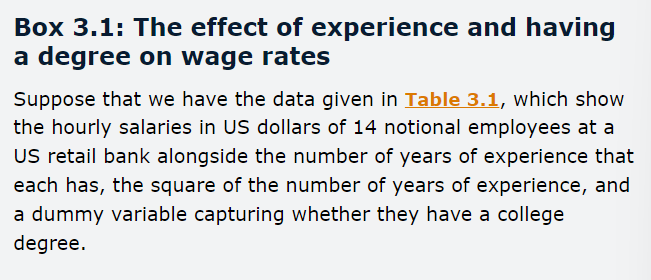 Box 3.1: The effect of experience and having
a degree on wage rates
Suppose that we have the data given in Table 3.1, which show
the hourly salaries in US dollars of 14 notional employees at a
US retail bank alongside the number of years of experience that
each has, the square of the number of years of experience, and
a dummy variable capturing whether they have a college
degree.